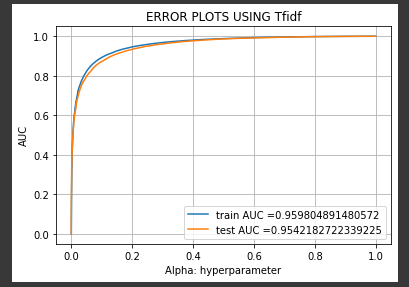 ERROR PLOTS USING Tfidf
1.0
0.8
0.6
0.4
0.2
0.0
AUC
train AUC =0.959804891480572
test AUC =0.9542182722339225
0.0 0.2 0.4 0.6 0.8 1.0
Alpha: hyperparameter